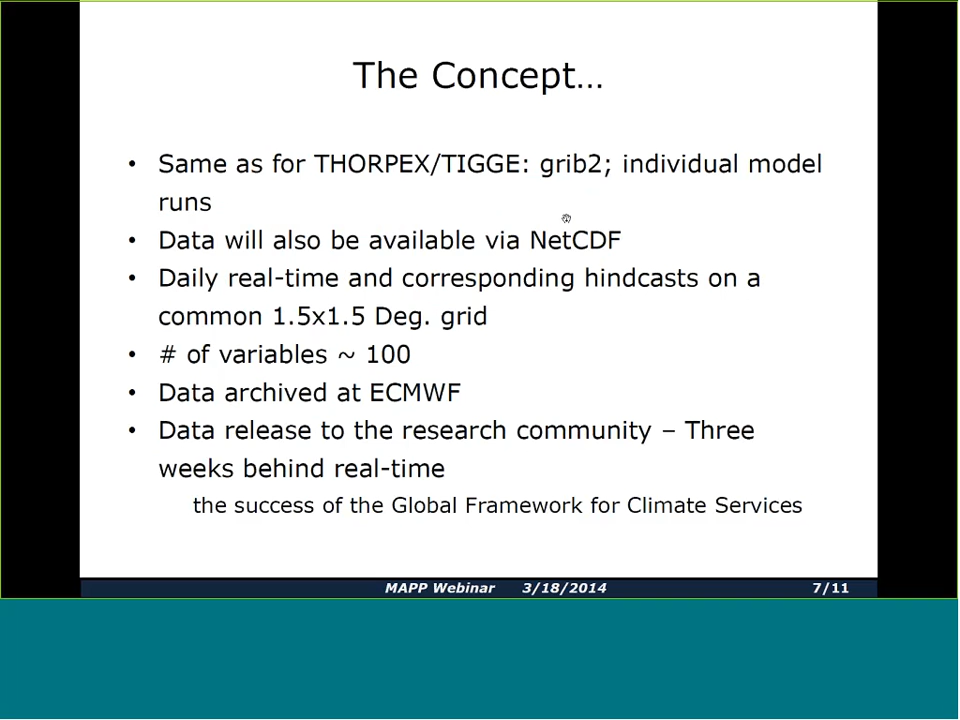 The Concept…
• Same as for THORPEX/TIGGE: grib2; individual model
runs
• Data will also be available via NetCDF
• Daily real-time and corresponding hindcasts on a
common 1.5x1.5 Deg. grid
• # of variables ~ 100
• Data archived at ECMWF
• Data release to the research community – Three
weeks behind real-time
the success of the Global Framework for Climate Services
MAPP Webinar 3/18/2014 7/11